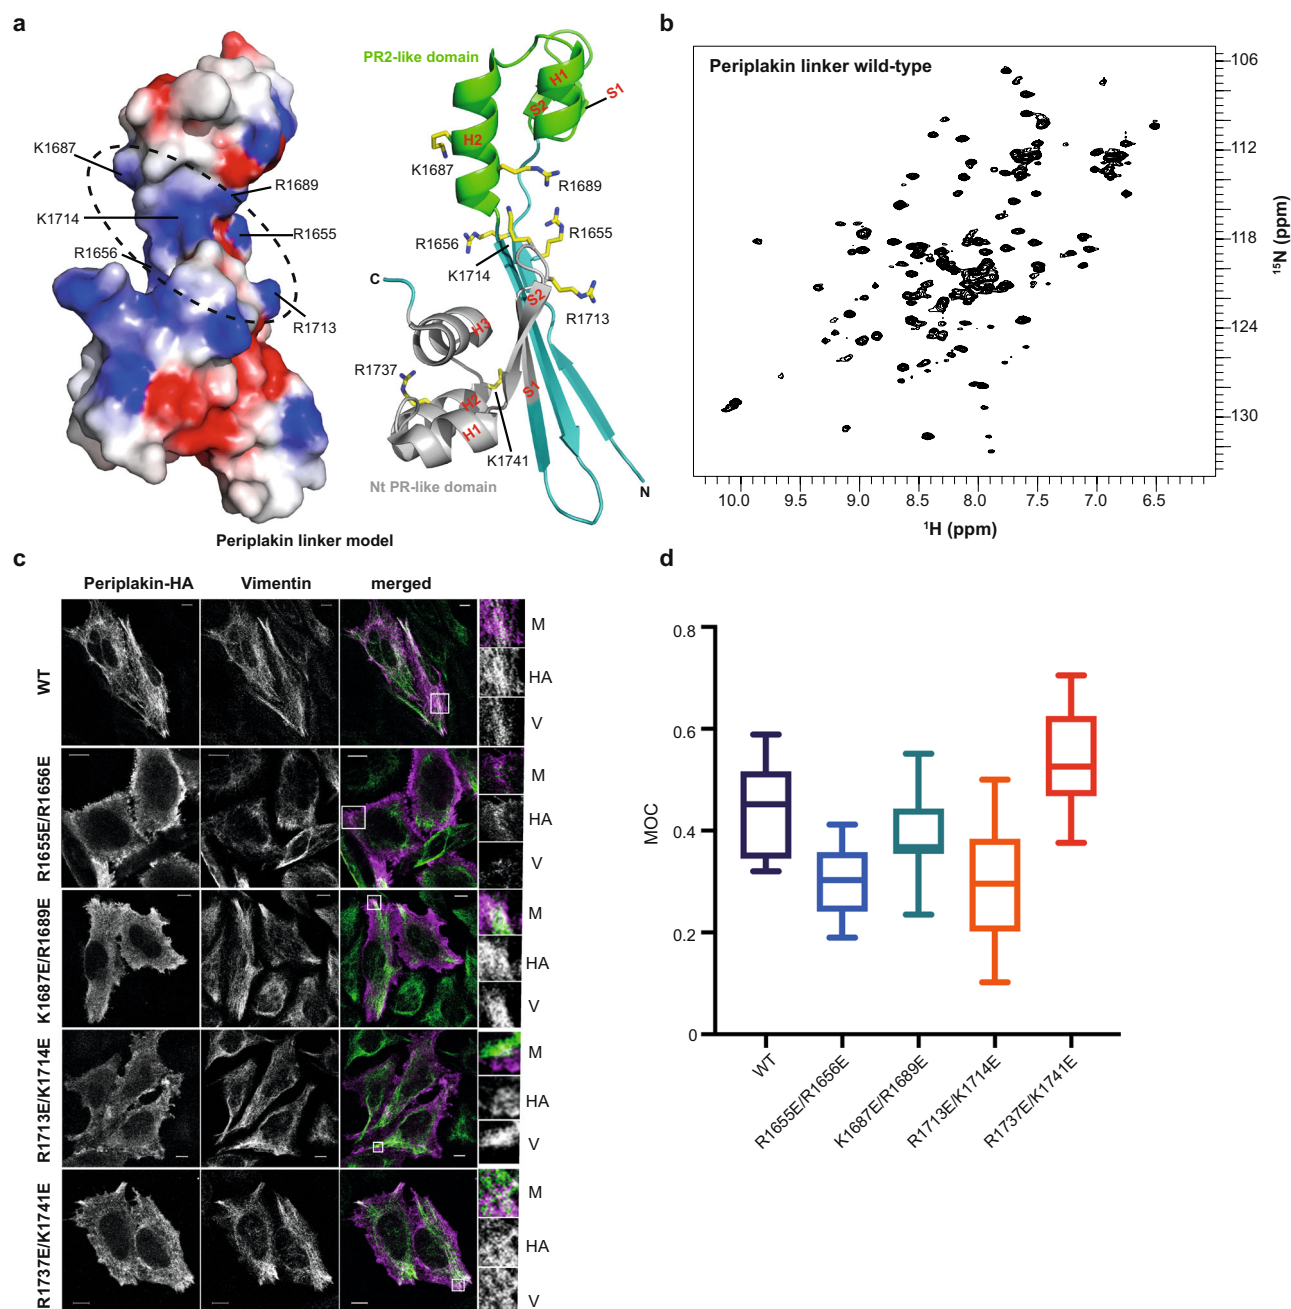 a
PR2-like domain
H1
S1
S2
H2
K1687
K1687
R1689
R1689
K1714
R1655
R1655
R1656
R1656
K1714
C
S2
R1713
R1713
H3
R1737
S1
H2
H1
K1741
N
Nt PR-like domain
Periplakin linker model
b
Periplakin linker wild-type
106
112
118
124
130
15N (ppm)
10.0 9.5 9.0 8.5 8.0 7.5 7.0 6.5
1H (ppm)
c
Periplakin-HA Vimentin merged
WT
M
HA
V
R1655E/R1656E
M
HA
V
K1687E/R1689E
M
HA
V
R1713E/K1714E
M
HA
V
R1737E/K1741E
M
HA
V
d
MOC
0.8
0.6
0.4
0.2
0
WT
R1655E/R1656E
K1687E/R1689E
R1713E/K1714E
R1737E/K1741E